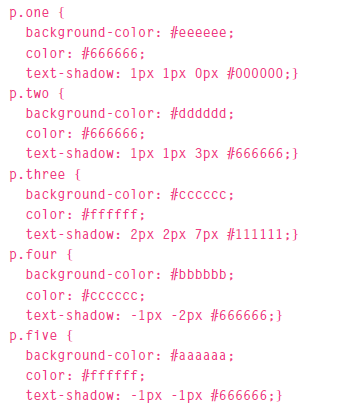 p.one {
  background-color: #eeeeee;
  color: #666666;
  text-shadow: 1px 1px 0px #000000;}
p.two {
  background-color: #dddddd;
  color: #666666;
  text-shadow: 1px 1px 3px #666666;}
p.three {
  background-color: #cccccc;
  color: #ffffff;
  text-shadow: 2px 2px 7px #111111;}
p.four {
  background-color: #bbbbbb;
  color: #cccccc;
  text-shadow: -1px -2px #666666;}
p.five {
  background-color: #aaaaaa;
  color: #ffffff;
  text-shadow: -1px -1px #666666;}